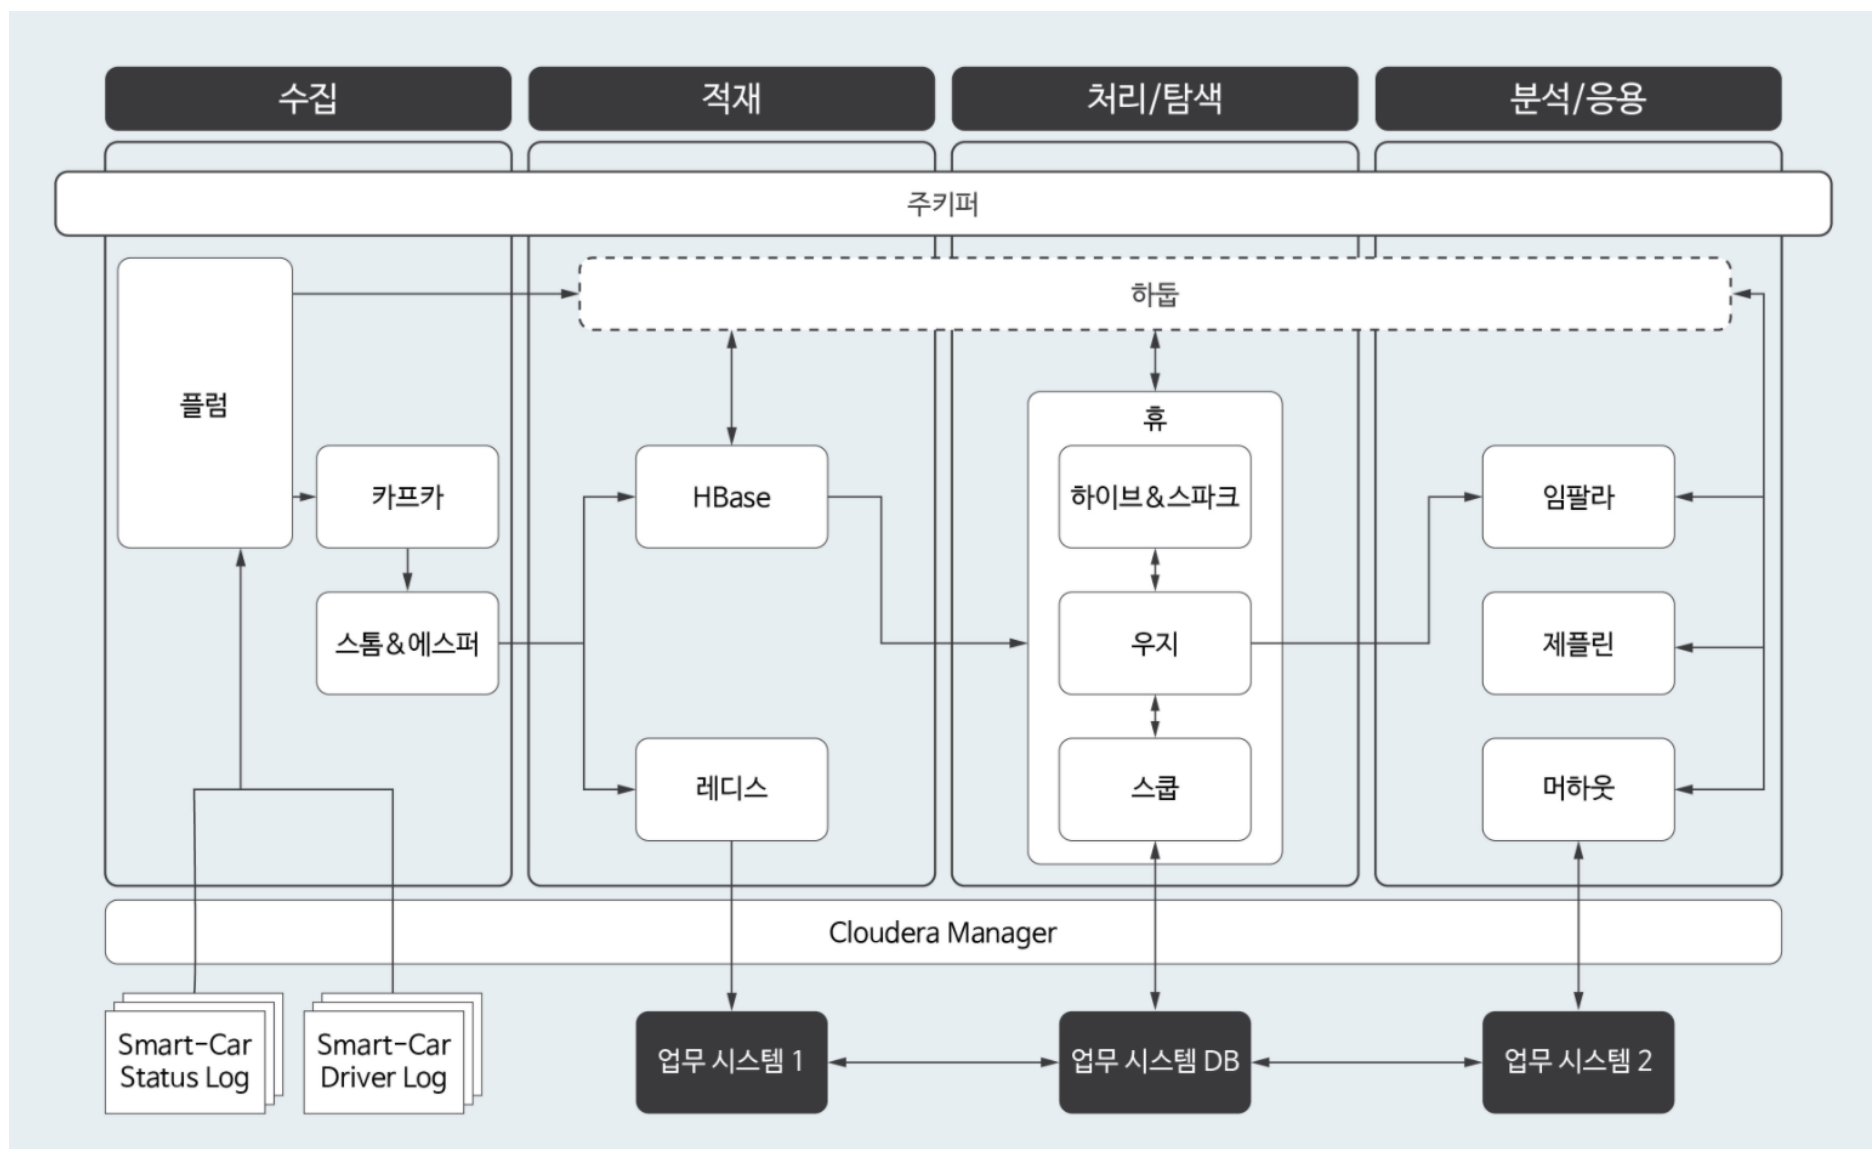 수집
적재
처리/탐색
분석/응용
주키퍼
하둡
플럼
휴
카프카
HBase
하이브&스파크
임팔라
스톰&에스퍼
우지
제플린
레디스
스쿱
머하웃
Cloudera Manager
Smart-Car
Status Log
Smart-Car
Driver Log
업무 시스템 1
업무 시스템 DB
업무 시스템 2